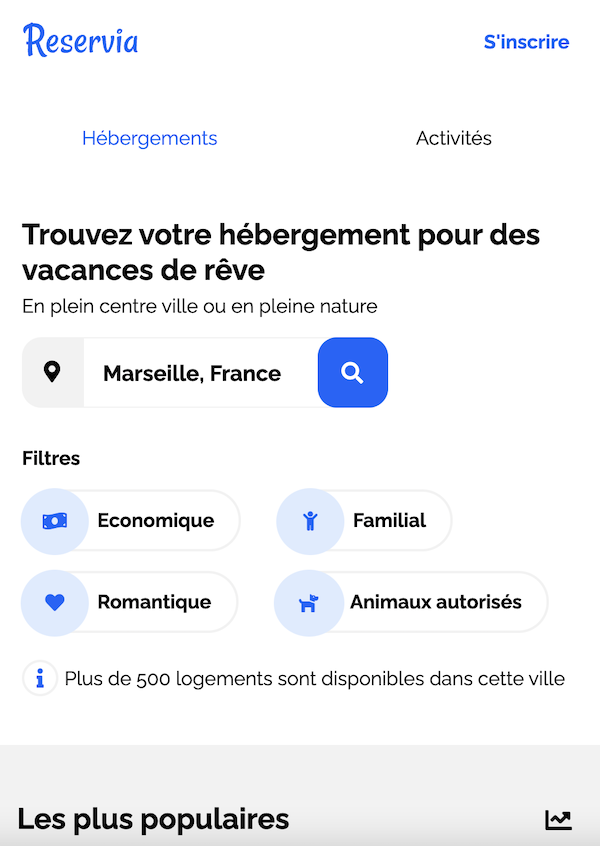 Reservia
S'inscrire
Hébergements
Activités
Trouvez votre hébergement pour des
vacances de rêve
En plein centre ville ou en pleine nature
Marseille, France
Filtres
Economique
Familial
Romantique
Animaux autorisés
Plus de 500 logements sont disponibles dans cette ville
Les plus populaires